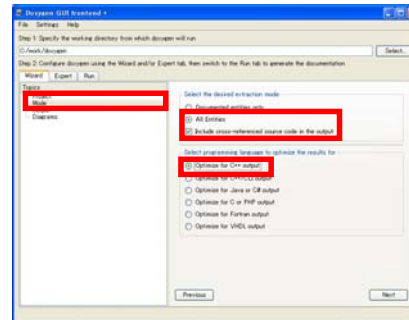 Doxygen GUI frontend +
File Settings Help
Step 1: Specify the working directory from which doxygen will run
C:/work/doxygen
Select...
Step 2: Configure doxygen using the Wizard and/or Expert tab, then switch to the Run tab to generate the documentation
Wizard Expert Run
Topics
Project
Mode
Output
Diagrams
Select the desired extraction mode
Documented entities only
All Entities
Include cross-referenced source code in the output
Select programming language to optimize the results for
Optimize for C++ output
Optimize for C++/CLI output
Optimize for Java or C# output
Optimize for C or PHP output
Optimize for Fortran output
Optimize for VHDL output
Previous
Next